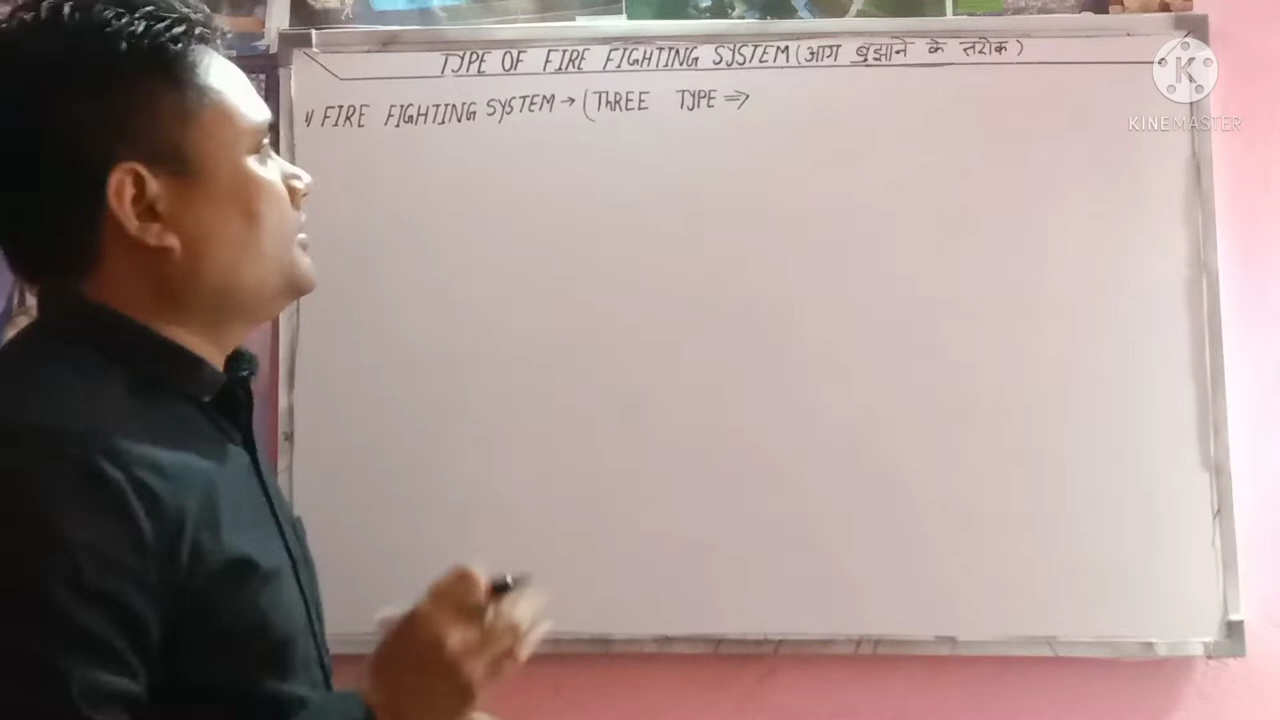 TYPE OF FIRE FIGHTING SYSTEM (आग बुझाने के तरीके)
1) FIRE FIGHTING SYSTEM → (THREE TYPE ⇒
K
KINEMASTER